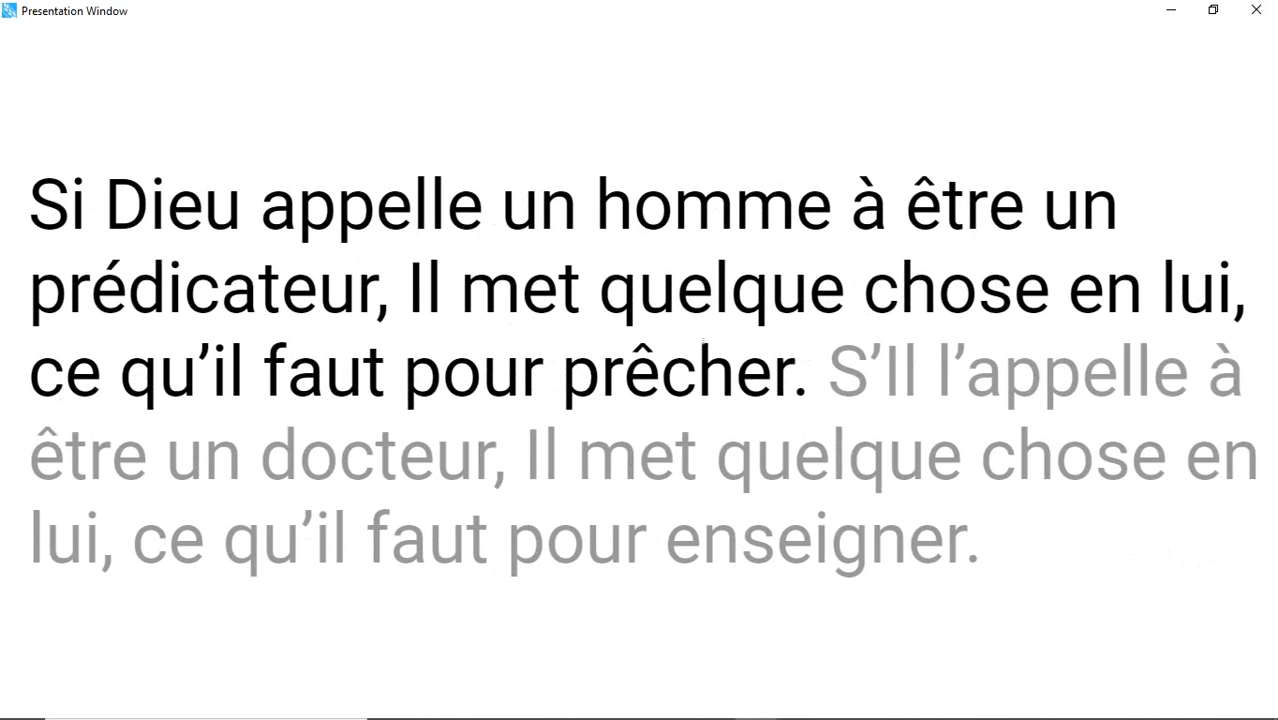 Presentation Window
Si Dieu appelle un homme à être un
prédicateur, Il met quelque chose en lui,
ce qu’il faut pour prêcher. S’Il l’appelle à
être un docteur, Il met quelque chose en
lui, ce qu’il faut pour enseigner.